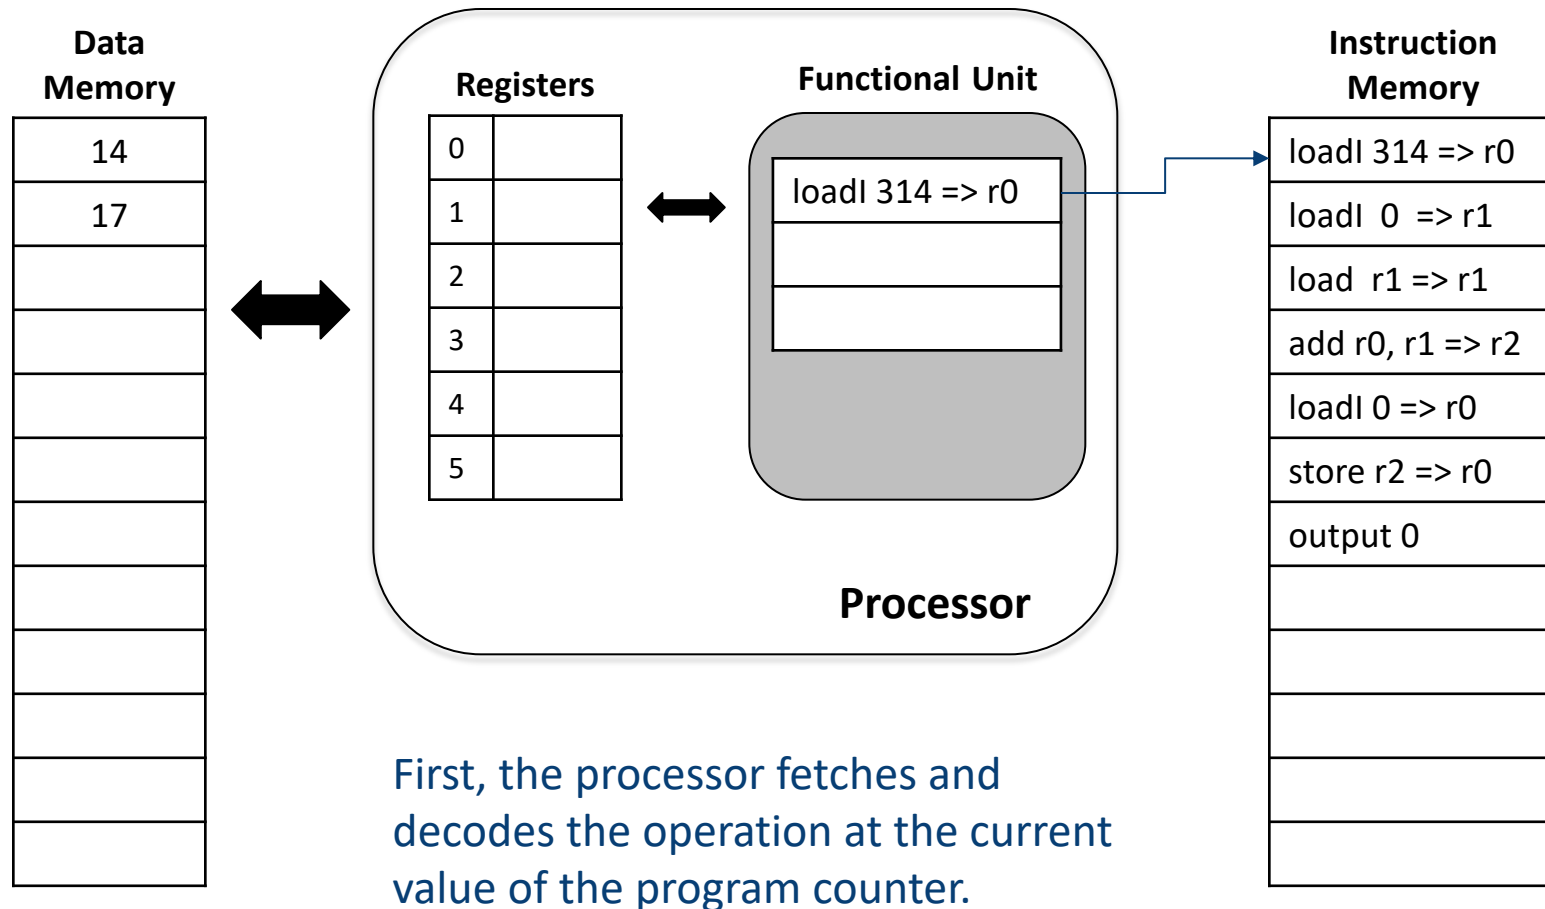 Data
Memory
14
17
Registers
0
1
2
3
4
5
Functional Unit
loadI 314 => r0
Processor
Instruction
Memory
loadI 314 => r0
loadI  0  => r1
load  r1 => r1
add r0, r1 => r2
loadI 0 => r0
store r2 => r0
output 0
First, the processor fetches and
decodes the operation at the current
value of the program counter.